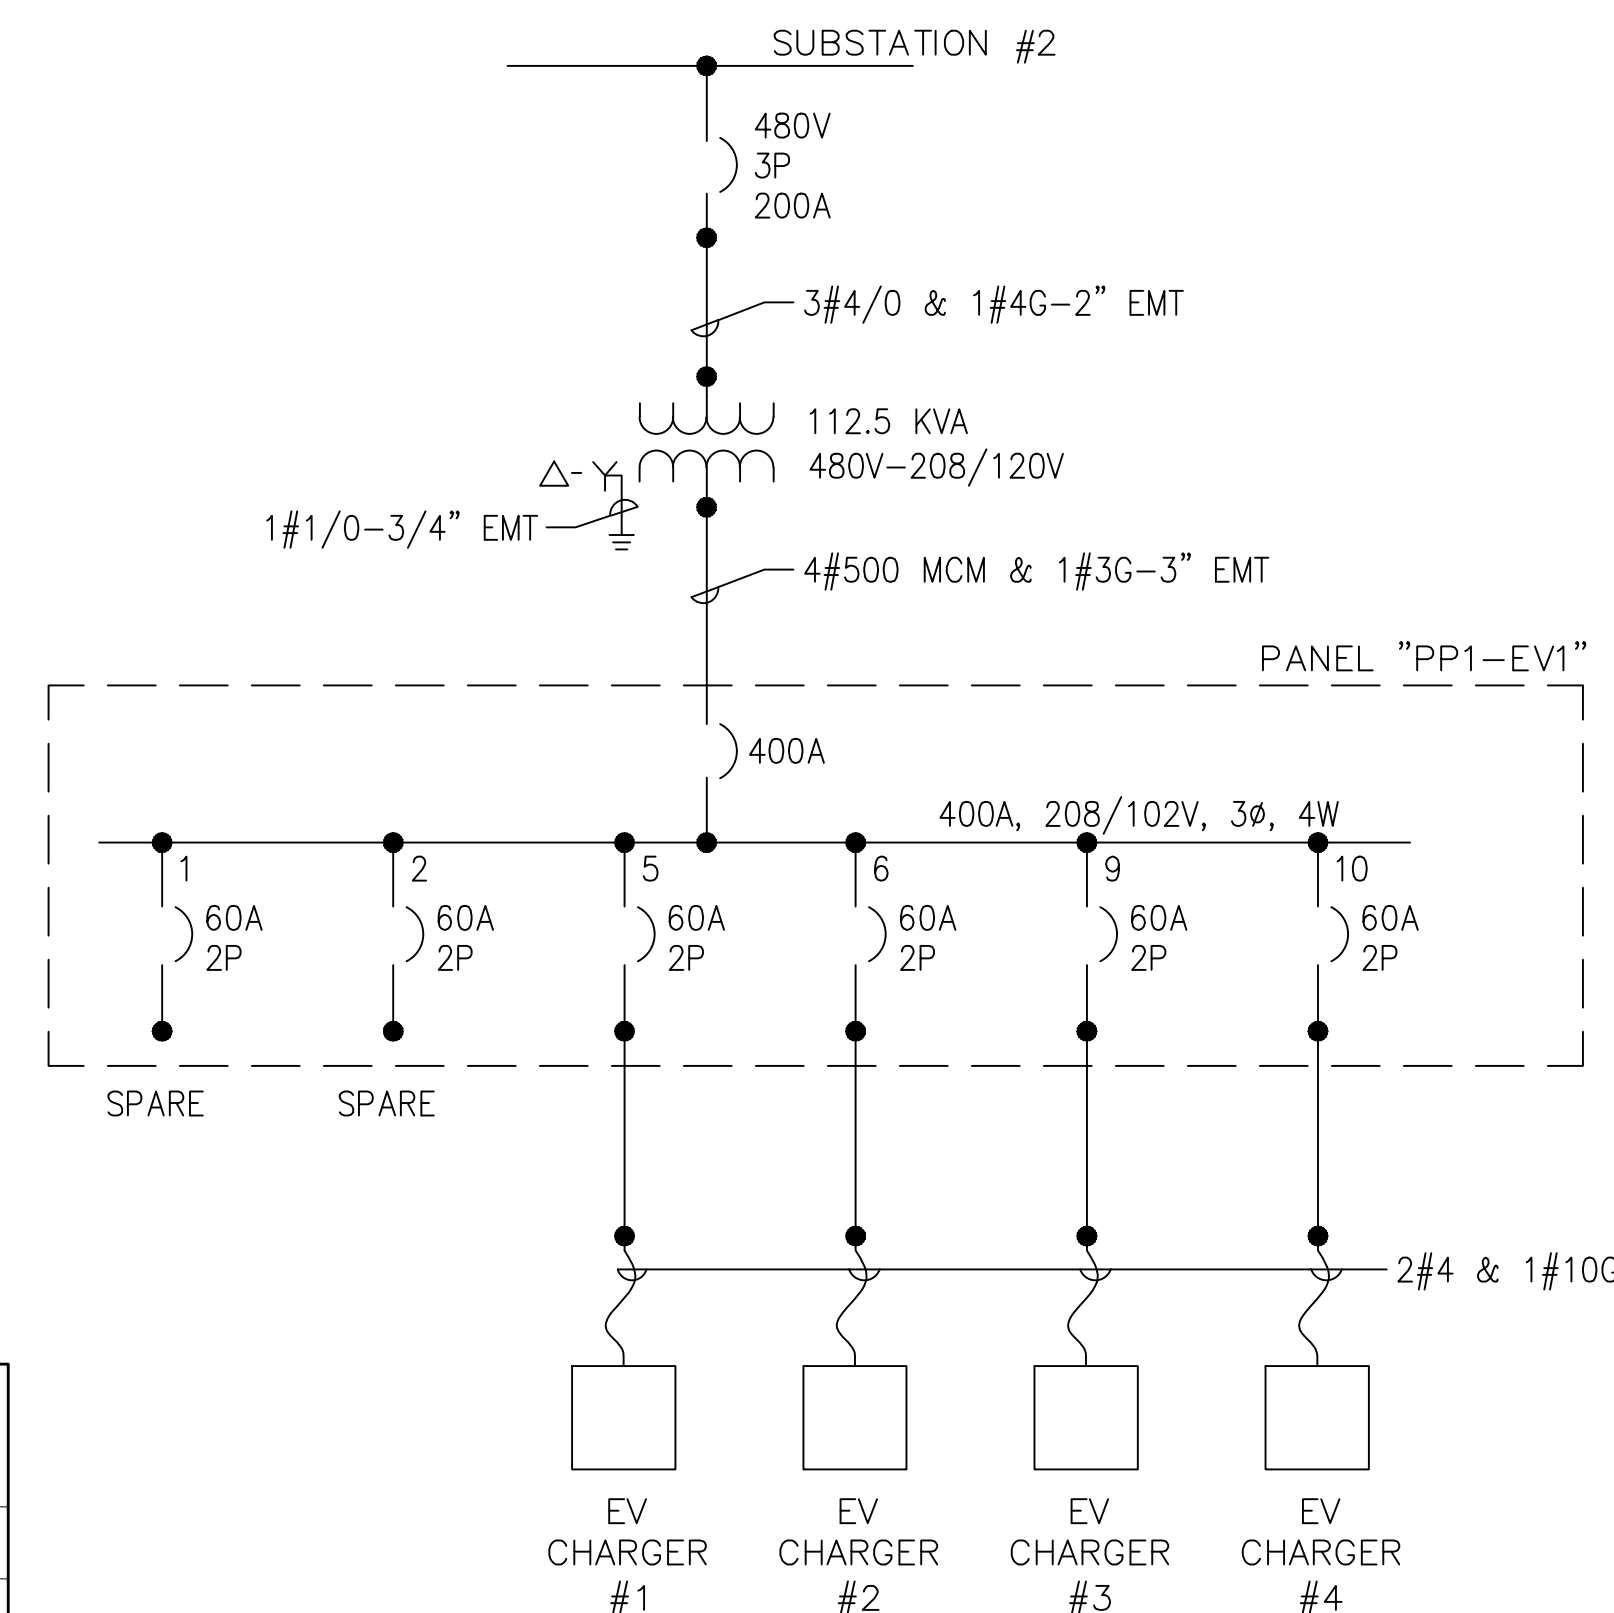 SUBSTATION #2
480V
3P
200A
3#4/0 & 1#4G-2" EMT
112.5 KVA
480V-208/120V
Δ-Y
1#1/0-3/4" EMT
4#500 MCM & 1#3G-3" EMT
PANEL "PP1-EV1"
400A
400A, 208/102V, 3ø, 4W
1
60A
2P
2
60A
2P
5
60A
2P
6
60A
2P
9
60A
2P
10
60A
2P
SPARE
SPARE
2#4 & 1#10G
EV
CHARGER
#1
EV
CHARGER
#2
EV
CHARGER
#3
EV
CHARGER
#4